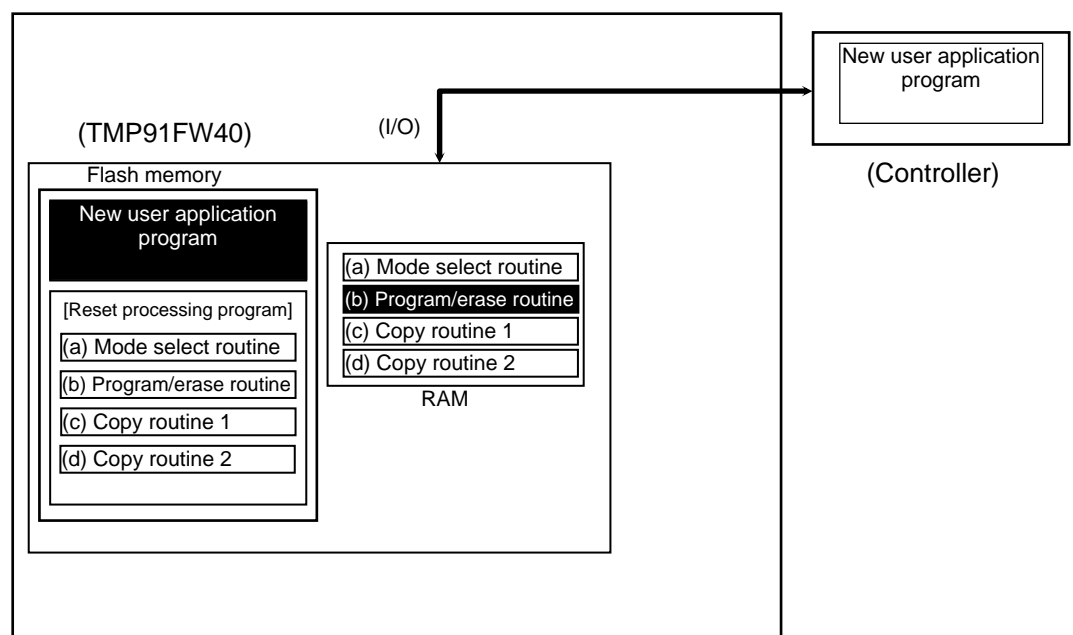 New user application
program
(Controller)
(I/O)
(TMP91FW40)
Flash memory
New user application
program
[Reset processing program]
(a) Mode select routine
(b) Program/erase routine
(c) Copy routine 1
(d) Copy routine 2
(a) Mode select routine
(b) Program/erase routine
(c) Copy routine 1
(d) Copy routine 2
RAM